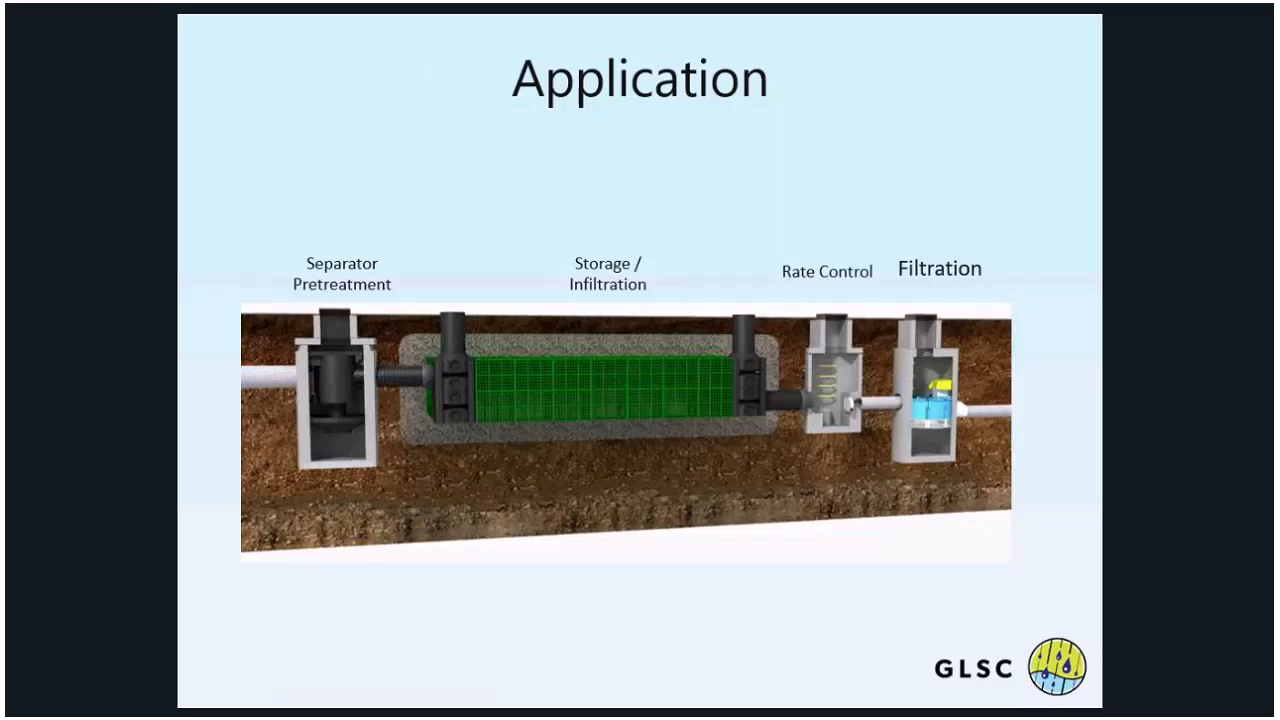 Application
Separator
Pretreatment
Storage /
Infiltration
Rate Control
Filtration
GLSC